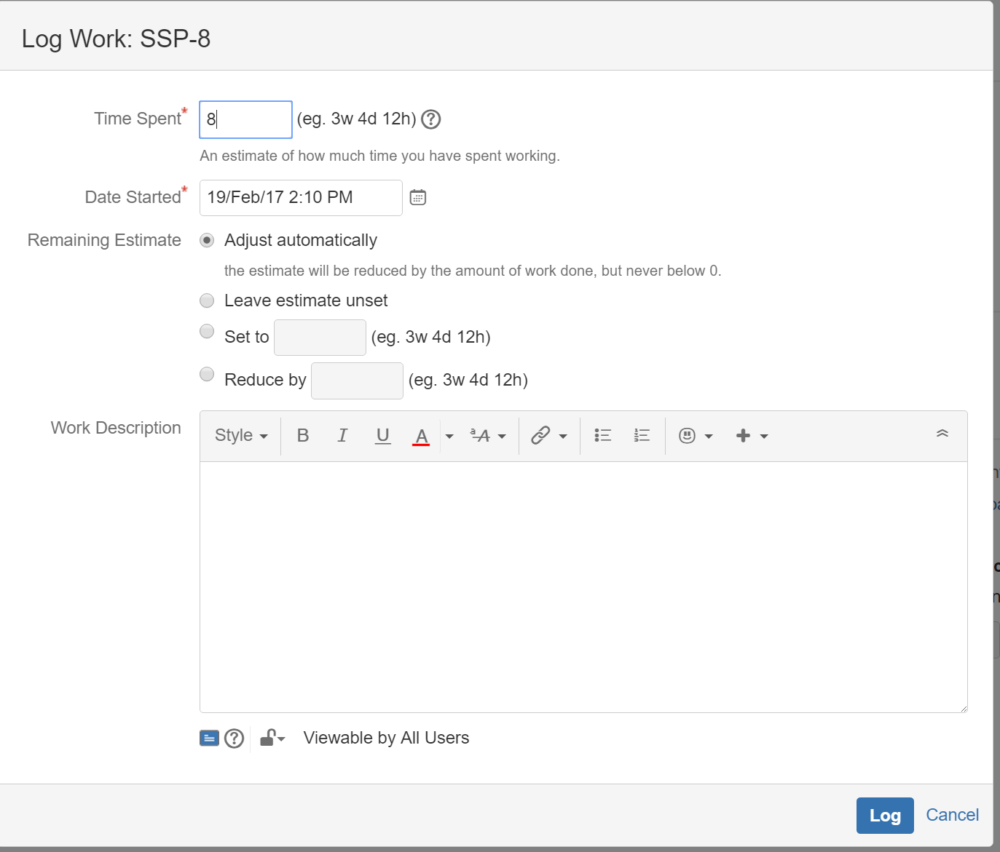 Log Work: SSP-8
Time Spent* 8 (eg. 3w 4d 12h) ?
An estimate of how much time you have spent working.
Date Started* 19/Feb/17 2:10 PM
Remaining Estimate Adjust automatically
the estimate will be reduced by the amount of work done, but never below 0.
Leave estimate unset
Set to (eg. 3w 4d 12h)
Reduce by (eg. 3w 4d 12h)
Work Description Style B I U A aA
? Viewable by All Users
Log Cancel